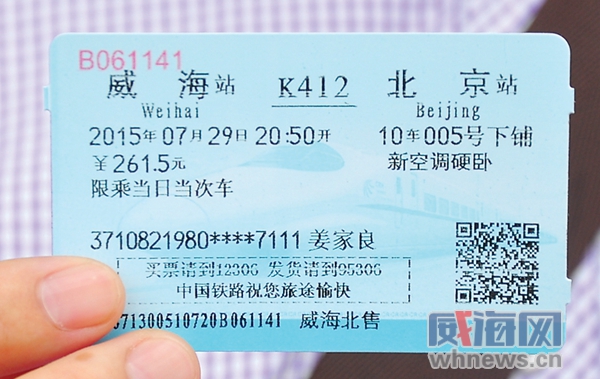 B061141
威海站 K412 北京站
Weihai Beijing
2015年07月29日20:50开 10车005号下铺
￥261.5元 新空调硬卧
限乘当日当次车
3710821980****7111 姜家良
买票请到12306 发货请到95306
中国铁路祝您旅途愉快
71300510720B061141 威海北售
威海网
whnews.cn